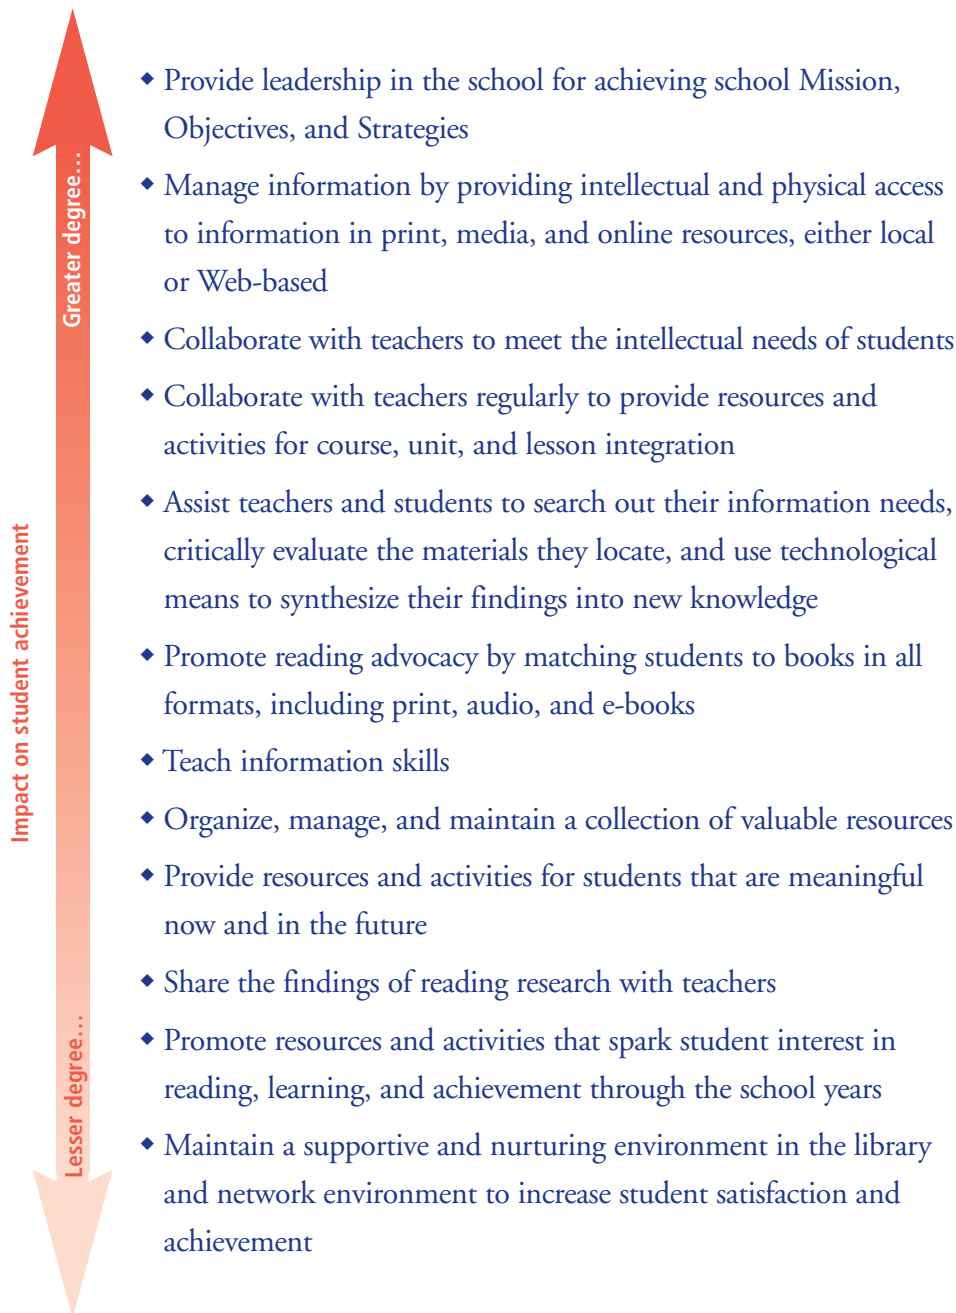 ◆ Provide leadership in the school for achieving school Mission,
Objectives, and Strategies
◆ Manage information by providing intellectual and physical access
to information in print, media, and online resources, either local
or Web-based
◆ Collaborate with teachers to meet the intellectual needs of students
◆ Collaborate with teachers regularly to provide resources and
activities for course, unit, and lesson integration
◆ Assist teachers and students to search out their information needs,
critically evaluate the materials they locate, and use technological
means to synthesize their findings into new knowledge
◆ Promote reading advocacy by matching students to books in all
formats, including print, audio, and e-books
◆ Teach information skills
◆ Organize, manage, and maintain a collection of valuable resources
◆ Provide resources and activities for students that are meaningful
now and in the future
◆ Share the findings of reading research with teachers
◆ Promote resources and activities that spark student interest in
reading, learning, and achievement through the school years
◆ Maintain a supportive and nurturing environment in the library
and network environment to increase student satisfaction and
achievement
Impact on student achievement
Greater degree...
Lesser degree...